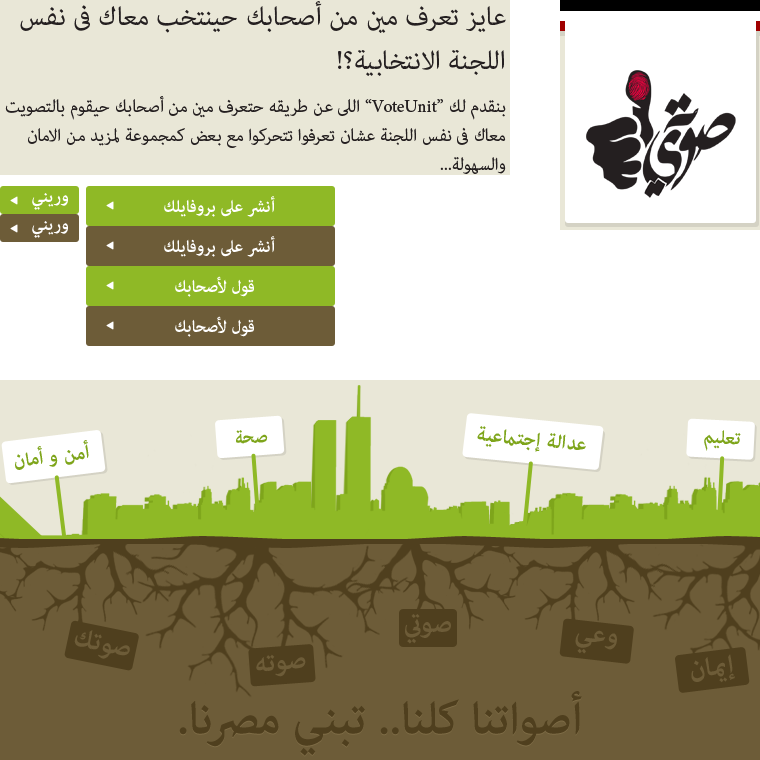 عايز تعرف مين من أصحابك حينتخب معاك فى نفس
اللجنة الانتخابية؟!
بنقدم لك ”VoteUnit“ اللى عن طريقه حتعرف مين من أصحابك حيقوم بالتصويت
معاك فى نفس اللجنة عشان تعرفوا تتحركوا مع بعض كمجموعة لمزيد من الامان
والسهولة...
صوتي
أنشر على بروفايلك
وريني
أنشر على بروفايلك
وريني
قول لأصحابك
قول لأصحابك
تعليم
عدالة إجتماعية
صحة
أمن و أمان
صوتي
وعي
صوتك
صوته
إيمان
أصواتنا كلنا.. تبني مصرنا.